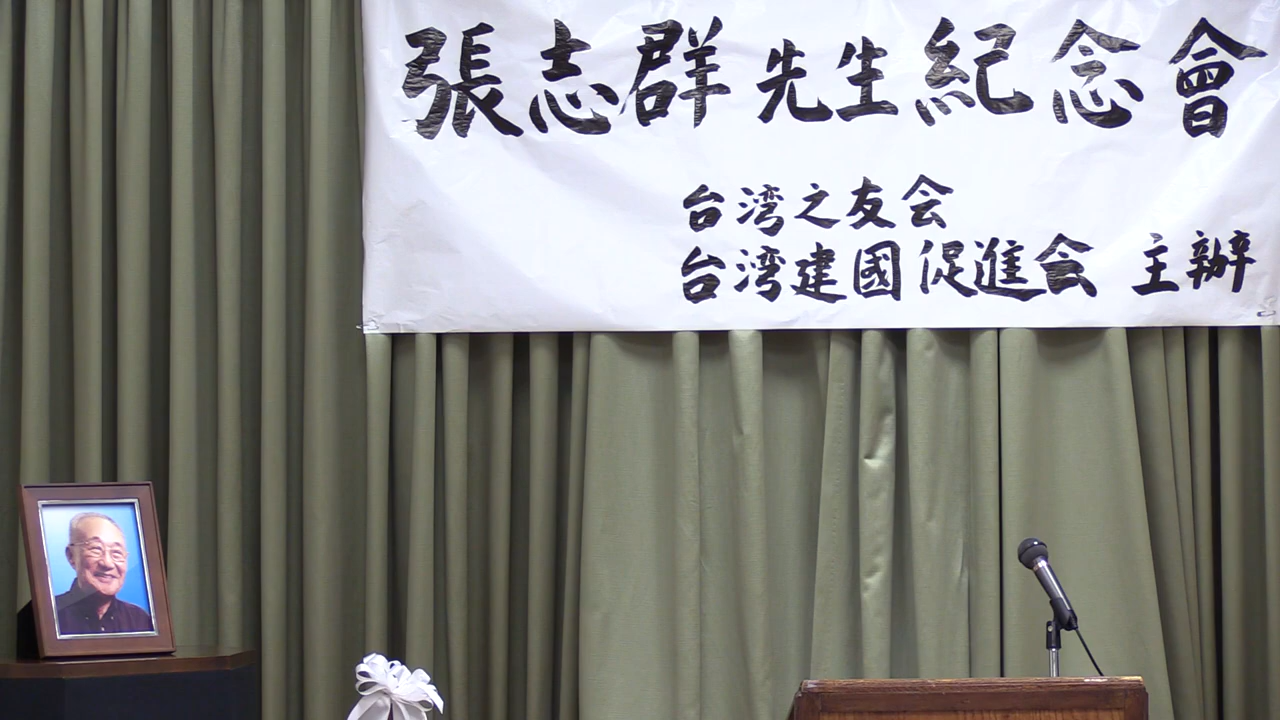 張志群先生紀念會
台湾之友会
台湾建國促進会 主辦